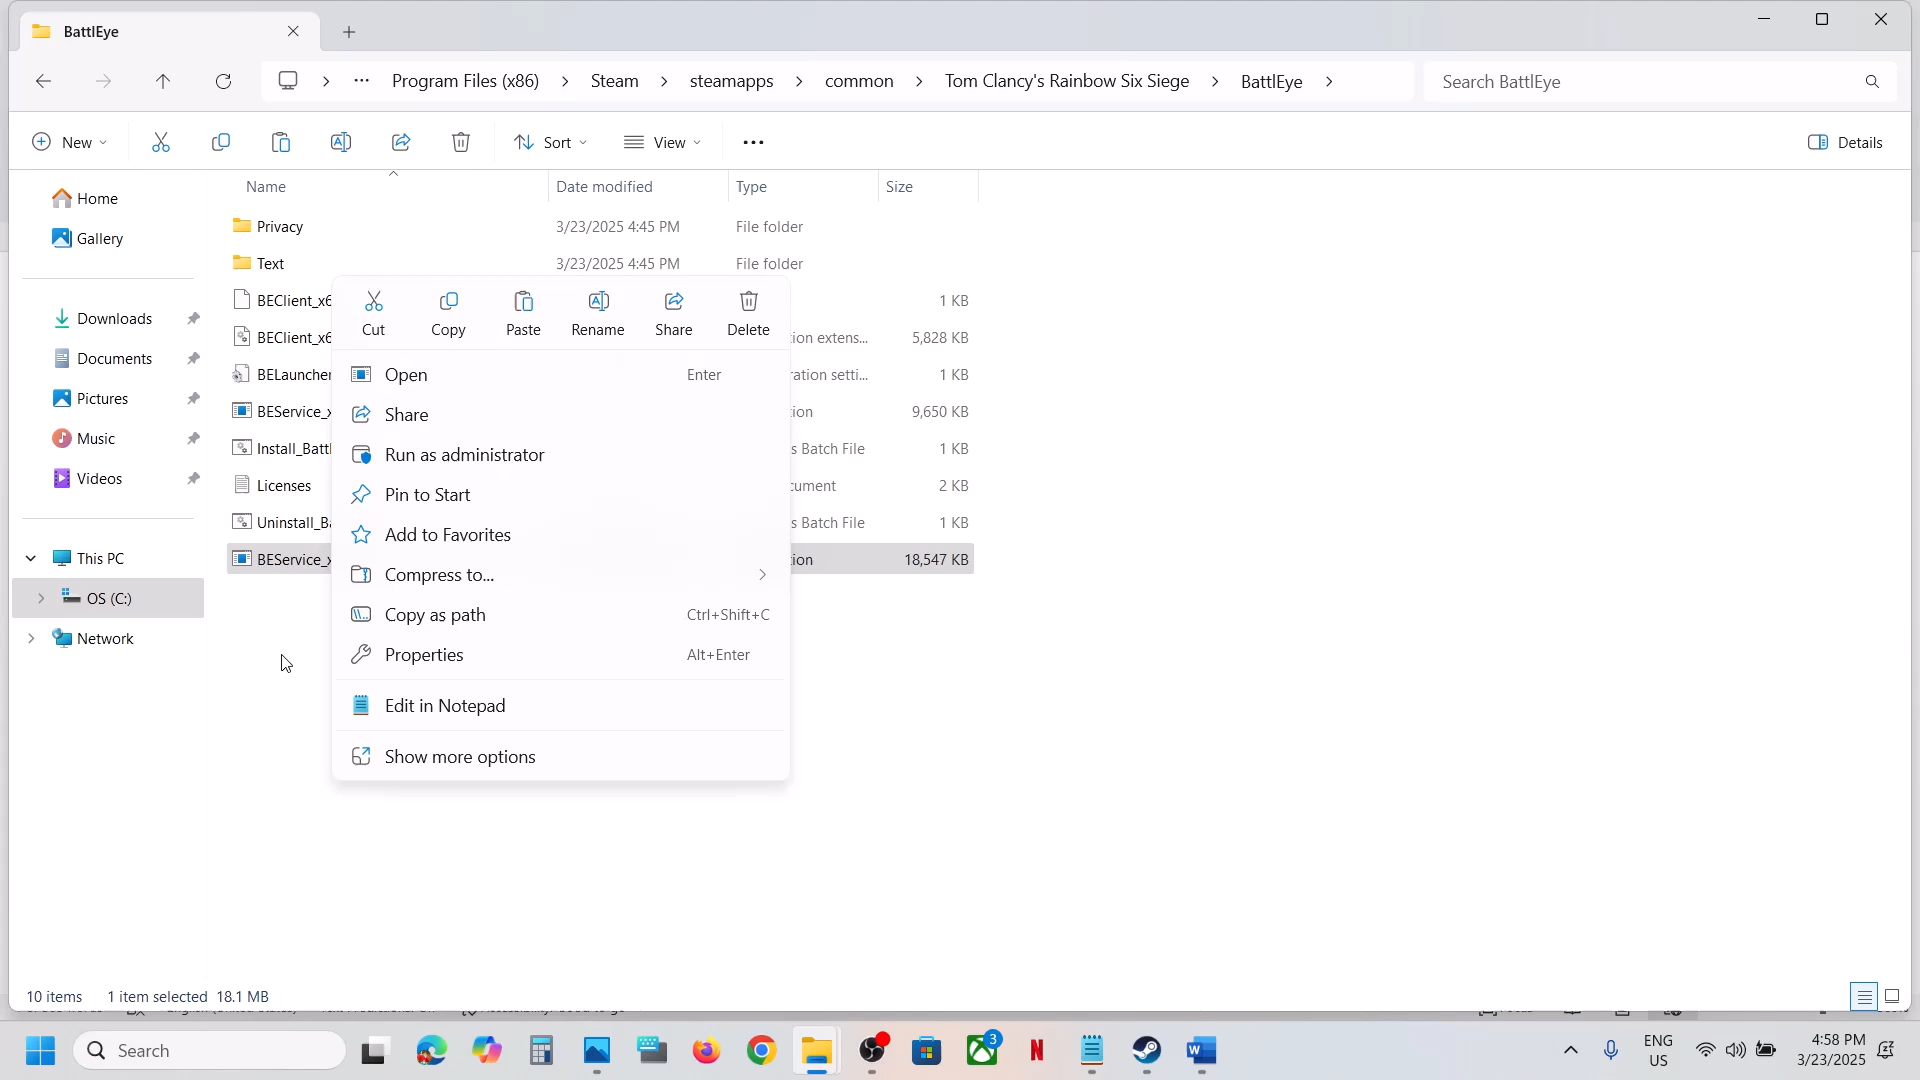 BattlEye
Program Files (x86) Steam steamapps common Tom Clancy's Rainbow Six Siege BattlEye
Search BattlEye
New
Sort
View
Details
Name Date modified Type Size
Home
Gallery
Downloads
Documents
Pictures
Music
Videos
This PC
OS (C:)
Network
Privacy 3/23/2025 4:45 PM File folder
Text 3/23/2025 4:45 PM File folder
BEClient_x6 1 KB
BEClient_x6 ion extens... 5,828 KB
BELauncher ration setti... 1 KB
BEService_x ion 9,650 KB
Install_Battl s Batch File 1 KB
Licenses cument 2 KB
Uninstall_Ba s Batch File 1 KB
BEService_x tion 18,547 KB
Cut Copy Paste Rename Share Delete
Open Enter
Share
Run as administrator
Pin to Start
Add to Favorites
Compress to...
Copy as path Ctrl+Shift+C
Properties Alt+Enter
Edit in Notepad
Show more options
10 items 1 item selected 18.1 MB
Search
3
ENG
US
4:58 PM
3/23/2025